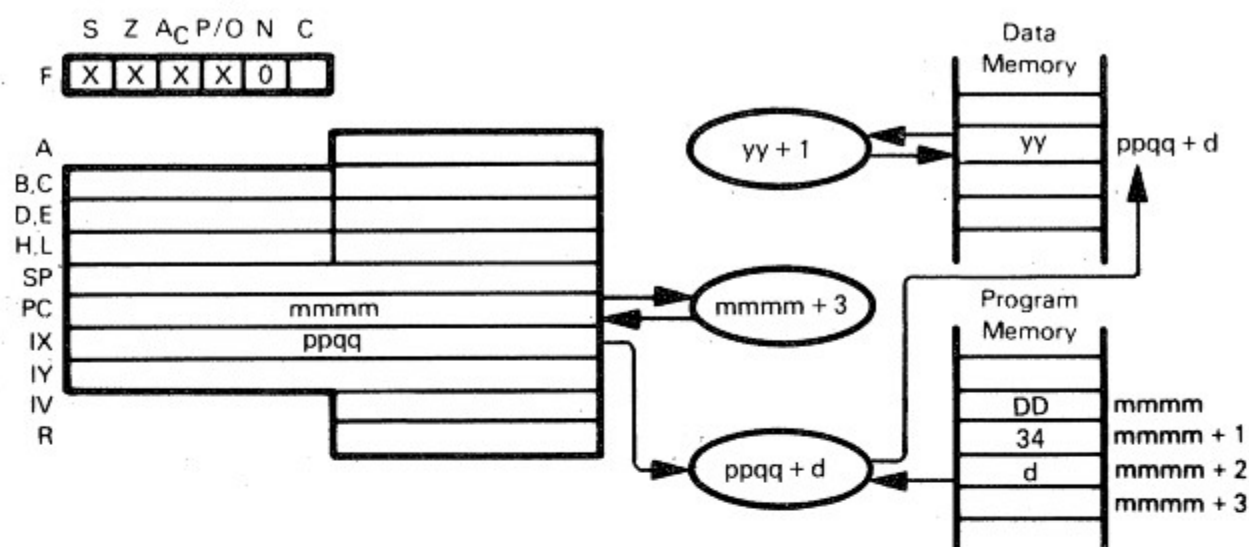 S Z AC P/O N C
F X X X X 0
A
B,C
D,E
H,L
SP
PC mmmm
IX ppqq
IY
IV
R
yy + 1
mmmm + 3
ppqq + d
Data
Memory
yy ppqq + d
Program
Memory
DD mmmm
34 mmmm + 1
d mmmm + 2
mmmm + 3